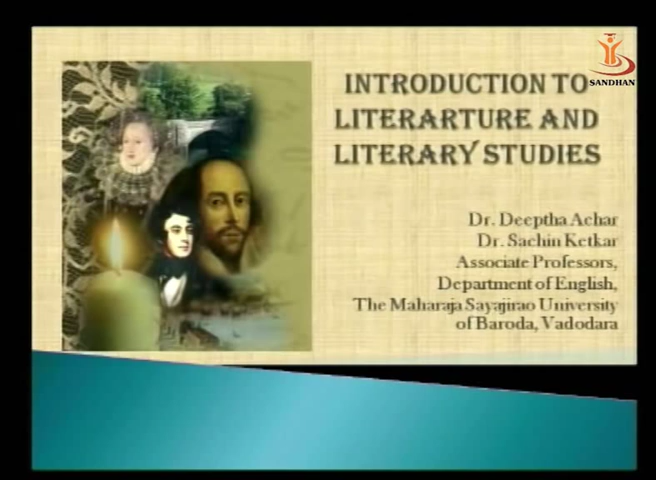 SANDHAN
INTRODUCTION TO
LITERARTURE AND
LITERARY STUDIES
Dr. Deeptha Achar
Dr. Sachin Ketkar
Associate Professors,
Department of English,
The Maharaja Sayajirao University
of Baroda, Vadodara